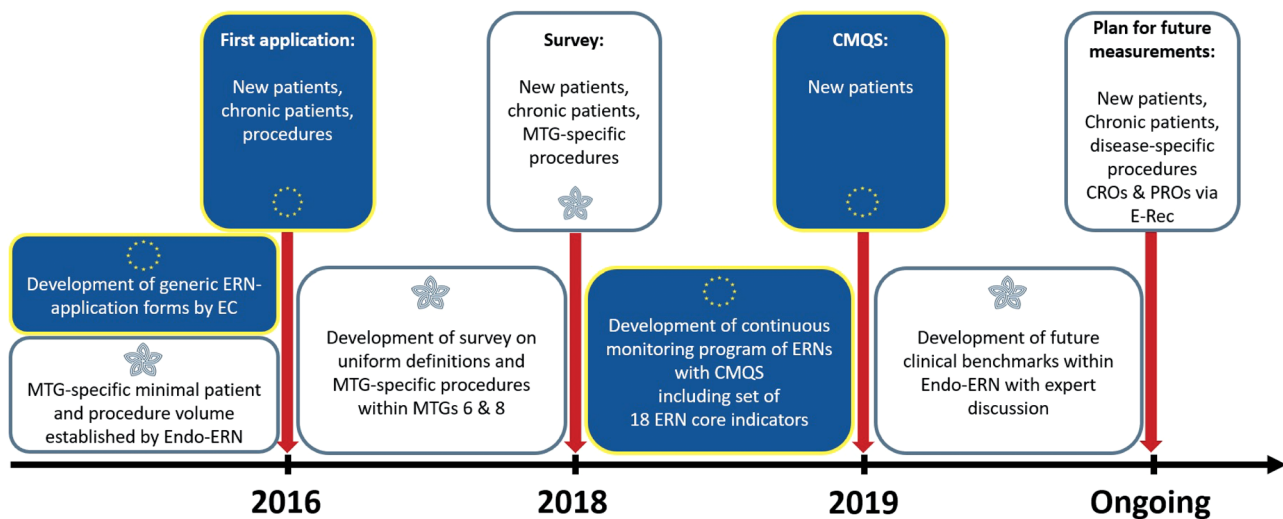 First application:
New patients,
chronic patients,
procedures
Survey:
New patients,
chronic patients,
MTG-specific
procedures
CMQS:
New patients
Plan for future
measurements:
New patients,
Chronic patients,
disease-specific
procedures
CROs & PROs via
E-Rec
Development of generic ERN-
application forms by EC
MTG-specific minimal patient
and procedure volume
established by Endo-ERN
Development of survey on
uniform definitions and
MTG-specific procedures
within MTGs 6 & 8
Development of continuous
monitoring program of ERNs
with CMQS
including set of
18 ERN core indicators
Development of future
clinical benchmarks within
Endo-ERN with expert
discussion
2016
2018
2019
Ongoing